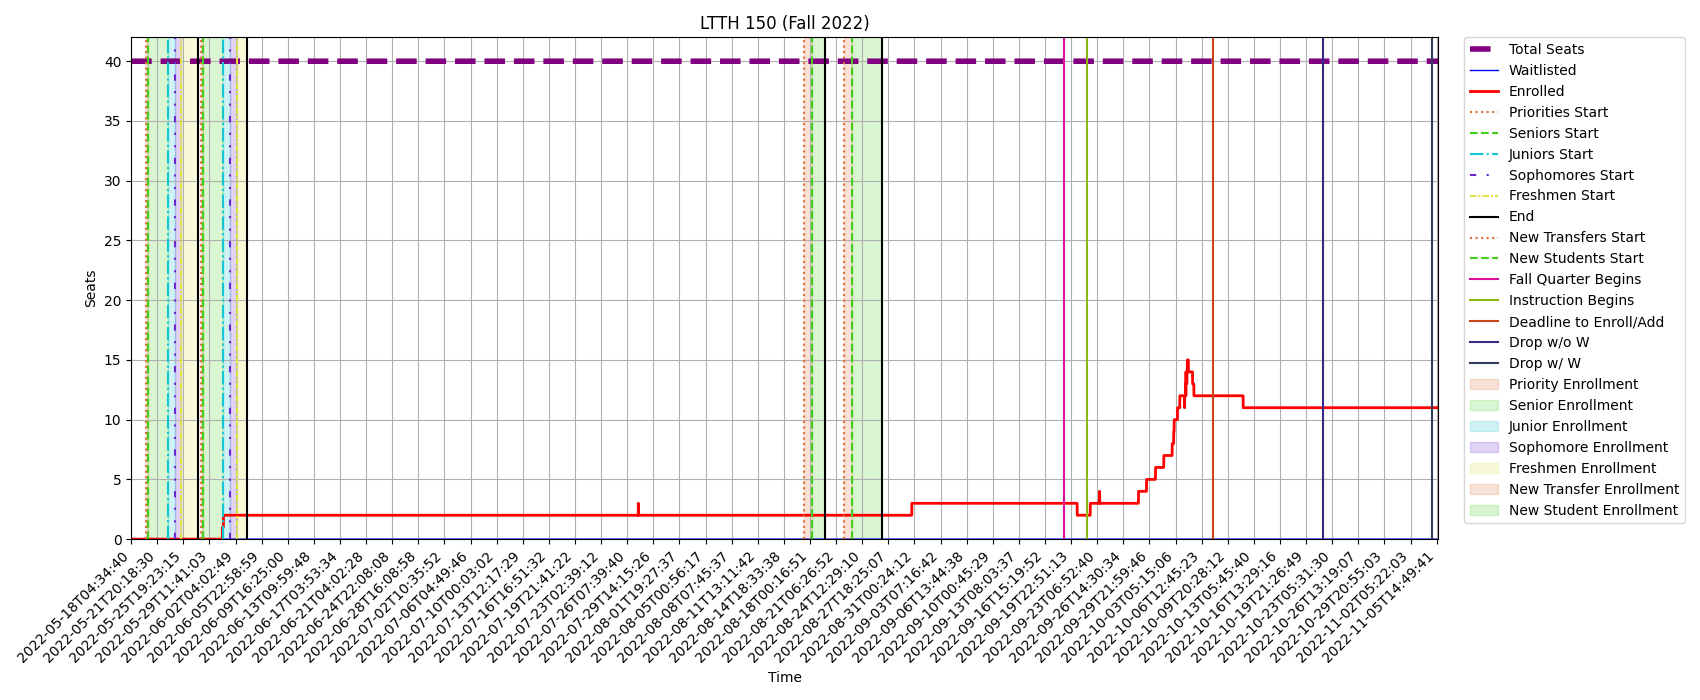 LTTH 150 (Fall 2022)
Seats
40
35
30
25
20
15
10
5
0
2022-05-18T04:34:40
2022-05-21T20:18:30
2022-05-25T19:23:15
2022-05-29T11:41:03
2022-06-02T04:02:49
2022-06-05T22:58:59
2022-06-09T16:25:00
2022-06-13T09:59:48
2022-06-17T03:53:34
2022-06-21T04:02:28
2022-06-24T22:08:08
2022-06-28T16:08:58
2022-07-02T10:35:52
2022-07-06T04:49:46
2022-07-10T00:03:02
2022-07-13T12:17:29
2022-07-16T16:51:32
2022-07-19T21:41:22
2022-07-23T02:39:12
2022-07-26T07:39:40
2022-07-29T14:15:26
2022-08-01T19:27:37
2022-08-05T00:56:17
2022-08-08T07:45:37
2022-08-11T13:11:42
2022-08-14T18:33:38
2022-08-18T00:16:51
2022-08-21T06:26:52
2022-08-24T12:29:10
2022-08-27T18:25:07
2022-08-31T00:24:12
2022-09-03T07:16:42
2022-09-06T13:44:38
2022-09-10T00:45:29
2022-09-13T08:03:37
2022-09-16T15:19:52
2022-09-19T22:51:13
2022-09-23T06:52:40
2022-09-26T14:30:34
2022-09-29T21:59:46
2022-10-03T05:15:06
2022-10-06T12:45:23
2022-10-09T20:28:12
2022-10-13T05:45:40
2022-10-16T13:29:16
2022-10-19T21:26:49
2022-10-23T05:31:30
2022-10-26T13:19:07
2022-10-29T20:55:03
2022-11-02T05:22:03
2022-11-05T14:49:41
Time
Total Seats
Waitlisted
Enrolled
Priorities Start
Seniors Start
Juniors Start
Sophomores Start
Freshmen Start
End
New Transfers Start
New Students Start
Fall Quarter Begins
Instruction Begins
Deadline to Enroll/Add
Drop w/o W
Drop w/ W
Priority Enrollment
Senior Enrollment
Junior Enrollment
Sophomore Enrollment
Freshmen Enrollment
New Transfer Enrollment
New Student Enrollment